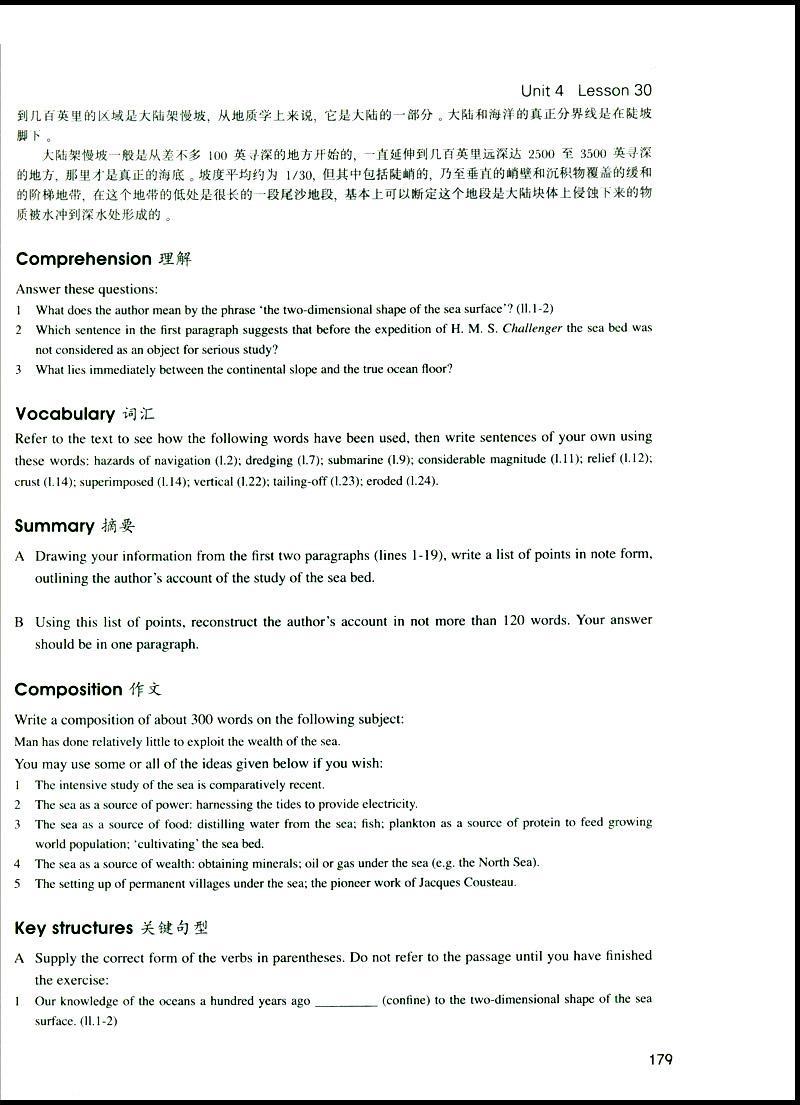 Unit 4 Lesson 30
到几百英里的区域是大陆架慢坡, 从地质学上来说, 它是大陆的一部分。大陆和海洋的真正分界线是在陡坡
脚下。
大陆架慢坡一般是从差不多 100 英寻深的地方开始的, 一直延伸到几百英里远深达 2500 至 3500 英寻深
的地方, 那里才是真正的海底。坡度平均约为 1/30, 但其中包括陡峭的, 乃至垂直的峭壁和沉积物覆盖的缓和
的阶梯地带, 在这个地带的低处是很长的一段尾沙地段, 基本上可以断定这个地段是大陆块体上侵蚀下来的物
质被水冲到深水处形成的。
Comprehension 理解
Answer these questions:
1 What does the author mean by the phrase ‘the two-dimensional shape of the sea surface’? (ll.1-2)
2 Which sentence in the first paragraph suggests that before the expedition of H. M. S. Challenger the sea bed was
not considered as an object for serious study?
3 What lies immediately between the continental slope and the true ocean floor?
Vocabulary 词汇
Refer to the text to see how the following words have been used, then write sentences of your own using
these words: hazards of navigation (l.2); dredging (l.7); submarine (l.9); considerable magnitude (l.11); relief (l.12);
crust (l.14); superimposed (l.14); vertical (l.22); tailing-off (l.23); eroded (l.24).
Summary 摘要
A Drawing your information from the first two paragraphs (lines 1-19), write a list of points in note form,
outlining the author’s account of the study of the sea bed.
B Using this list of points, reconstruct the author’s account in not more than 120 words. Your answer
should be in one paragraph.
Composition 作文
Write a composition of about 300 words on the following subject:
Man has done relatively little to exploit the wealth of the sea.
You may use some or all of the ideas given below if you wish:
1 The intensive study of the sea is comparatively recent.
2 The sea as a source of power: harnessing the tides to provide electricity.
3 The sea as a source of food: distilling water from the sea; fish; plankton as a source of protein to feed growing
world population; ‘cultivating’ the sea bed.
4 The sea as a source of wealth: obtaining minerals; oil or gas under the sea (e.g. the North Sea).
5 The setting up of permanent villages under the sea; the pioneer work of Jacques Cousteau.
Key structures 关键句型
A Supply the correct form of the verbs in parentheses. Do not refer to the passage until you have finished
the exercise:
1 Our knowledge of the oceans a hundred years ago __________ (confine) to the two-dimensional shape of the sea
surface. (ll.1-2)
179